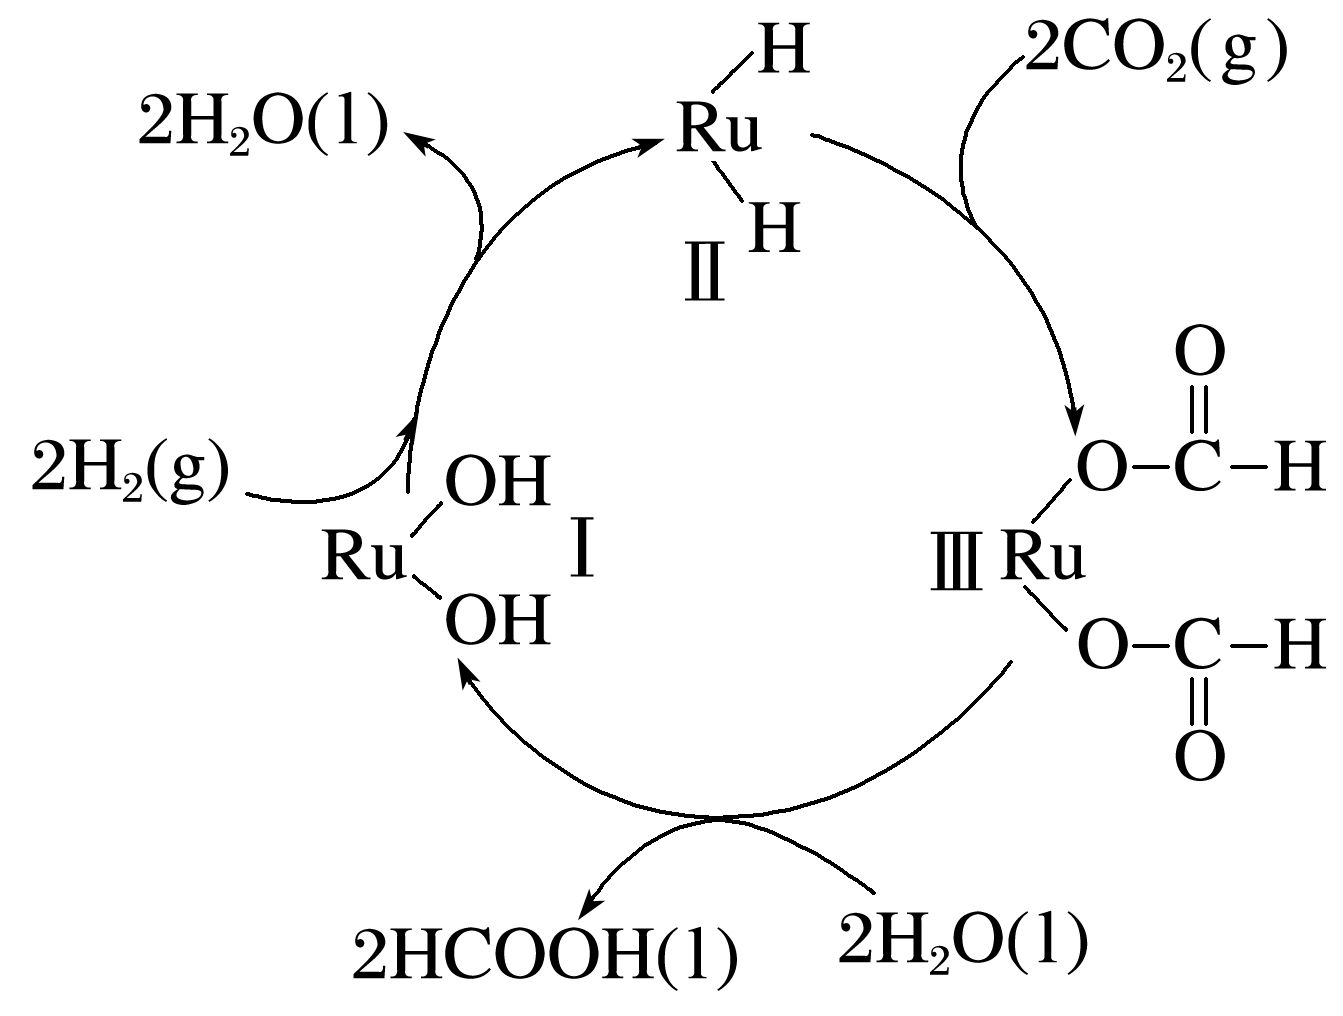 H
2CO₂(g)
2H₂O(l)
Ru
H
Ⅱ
O
2H₂(g)
OH
O C H
Ru
Ⅰ
Ⅲ Ru
OH
O C H
O
2HCOOH(l)
2H₂O(l)